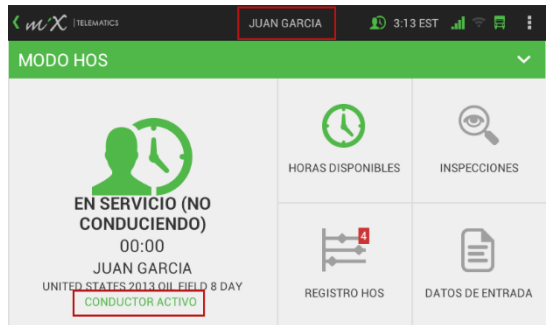 mX | TELEMATICS JUAN GARCIA 3:13 EST
MODO HOS
EN SERVICIO (NO
CONDUCIENDO)
00:00
JUAN GARCIA
UNITED STATES 2013 OIL FIELD 8 DAY
CONDUCTOR ACTIVO
HORAS DISPONIBLES
INSPECCIONES
4
REGISTRO HOS
DATOS DE ENTRADA